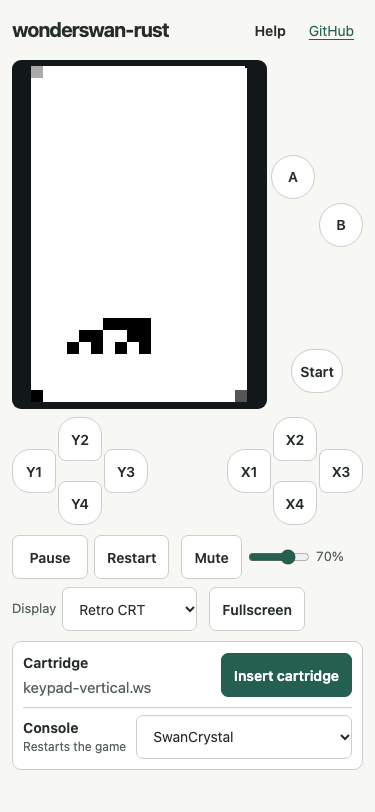 wonderswan-rust Help GitHub
A
B
Start
Y2 X2
Y1 Y3 X1 X3
Y4 X4
Pause Restart Mute 70%
Display Retro CRT Fullscreen
Cartridge
keypad-vertical.ws
Insert cartridge
Console
Restarts the game
SwanCrystal